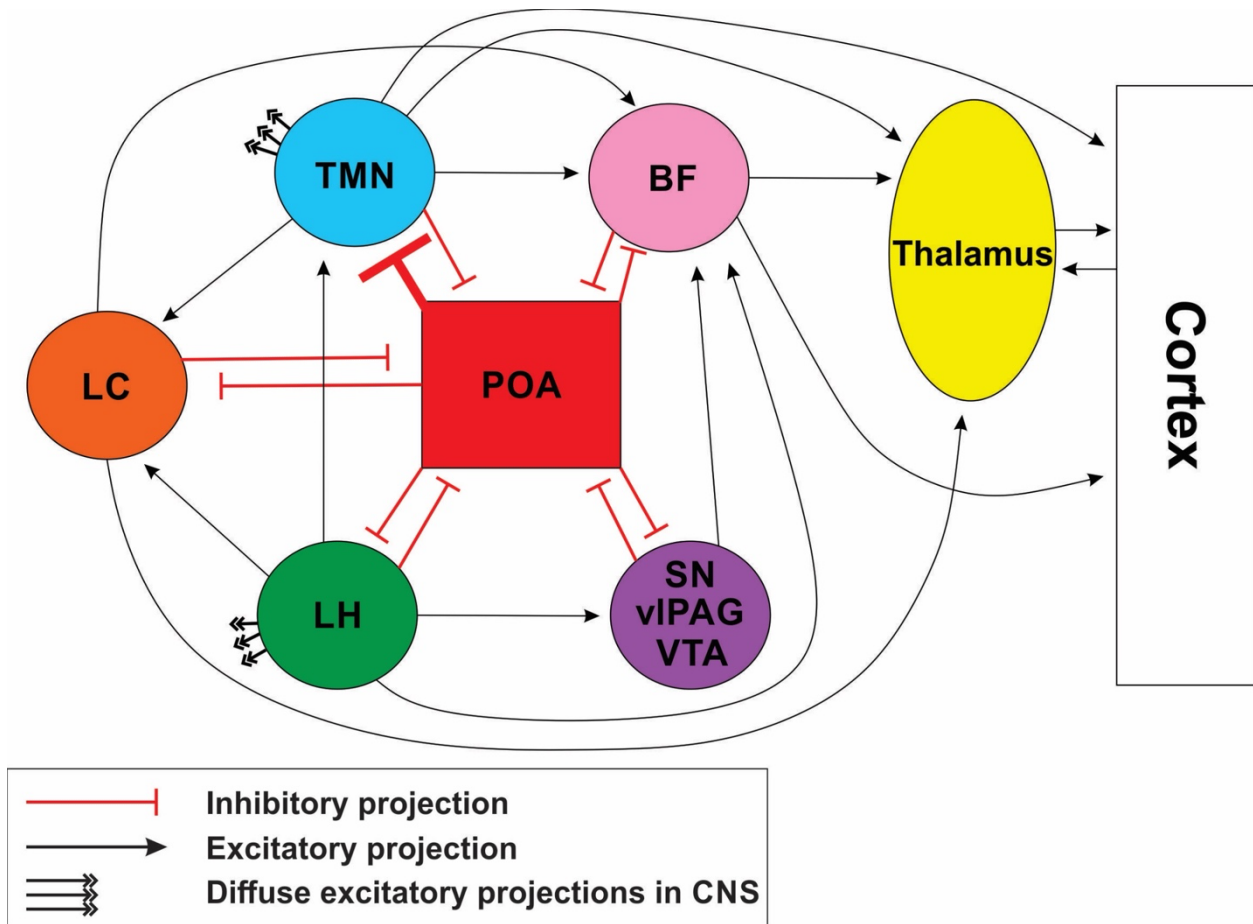 TMN
BF
Thalamus
LC
POA
Cortex
LH
SN
vlPAG
VTA
Inhibitory projection
Excitatory projection
Diffuse excitatory projections in CNS